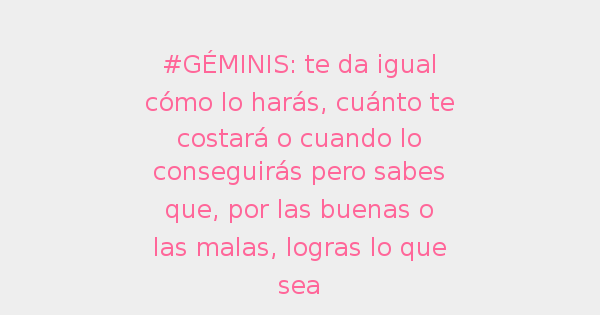 #GÉMINIS: te da igual
cómo lo harás, cuánto te
costará o cuando lo
conseguirás pero sabes
que, por las buenas o
las malas, logras lo que
sea